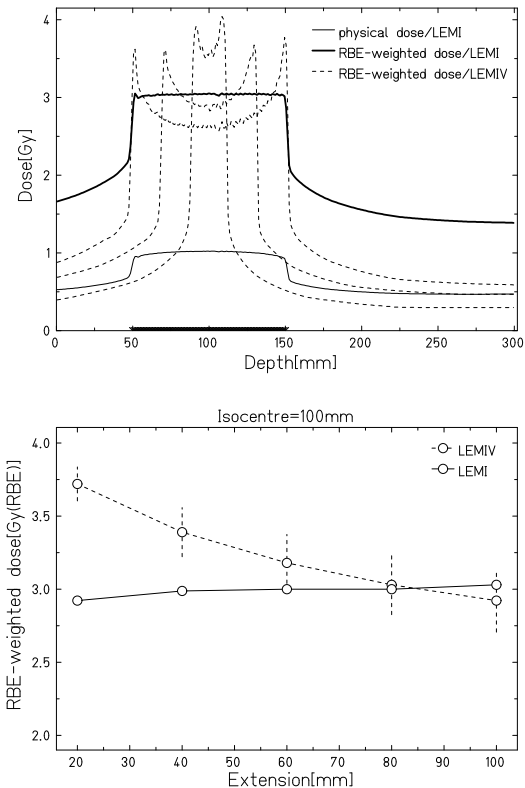 4
3
2
1
0
Dose[Gy]
physical dose/LEMI
RBE-weighted dose/LEMI
RBE-weighted dose/LEMIV
0 50 100 150 200 250 300
Depth[mm]
Isocentre=100mm
4.0
3.5
3.0
2.5
2.0
RBE-weighted dose[Gy(RBE)]
LEMIV
LEMI
20 30 40 50 60 70 80 90 100
Extension[mm]